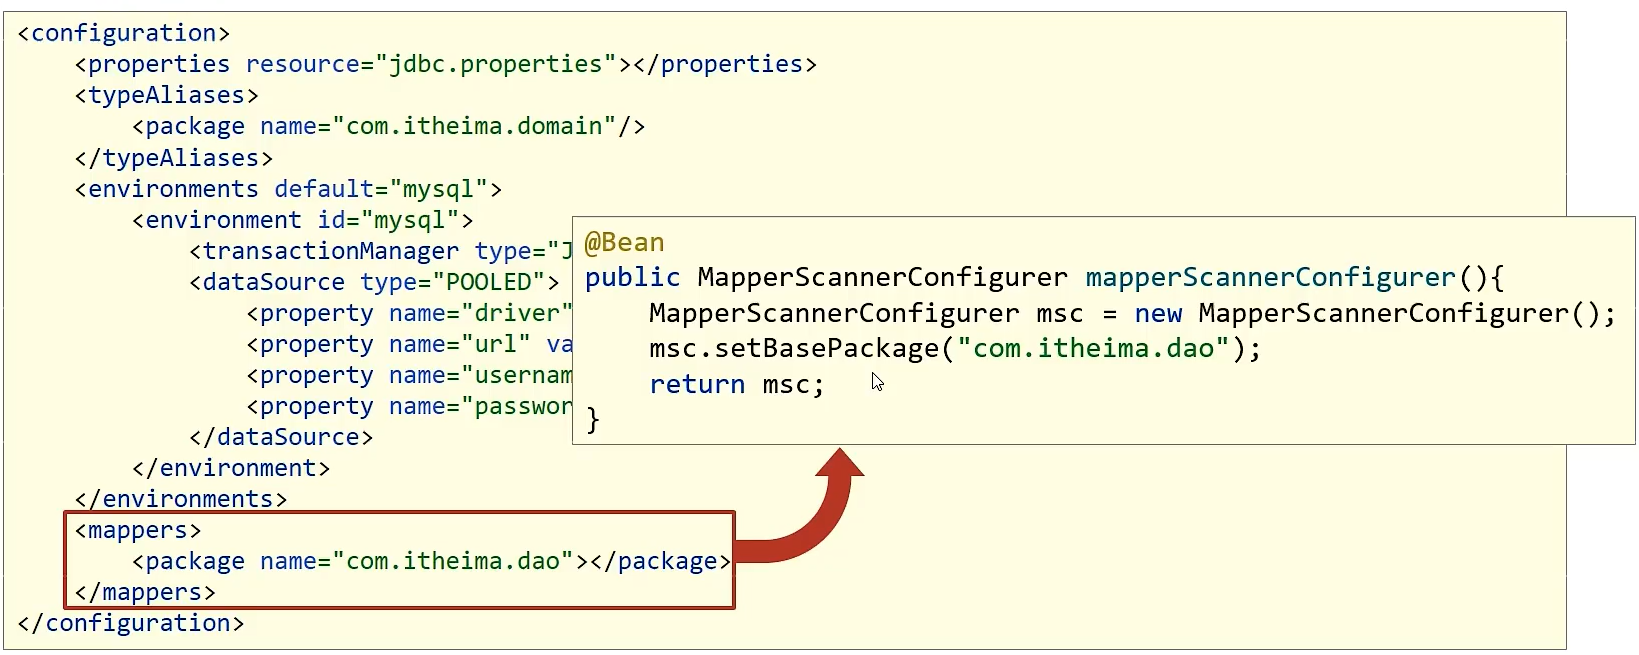 <configuration>
<properties resource="jdbc.properties"></properties>
<typeAliases>
<package name="com.itheima.domain"/>
</typeAliases>
<environments default="mysql">
<environment id="mysql">
<transactionManager type="J
<dataSource type="POOLED">
<property name="driver"
<property name="url" va
<property name="usernam
<property name="passwor
</dataSource>
</environment>
</environments>
<mappers>
<package name="com.itheima.dao"></package>
</mappers>
</configuration>
@Bean
public MapperScannerConfigurer mapperScannerConfigurer(){
MapperScannerConfigurer msc = new MapperScannerConfigurer();
msc.setBasePackage("com.itheima.dao");
return msc;
}